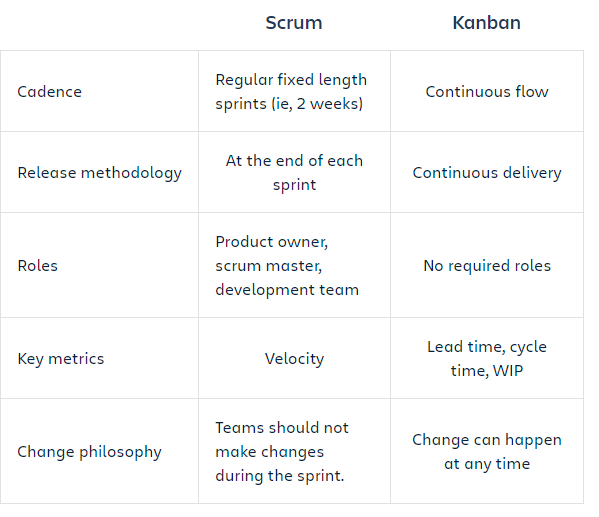 Scrum Kanban
Cadence
Regular fixed length
sprints (ie, 2 weeks)
Continuous flow
Release methodology
At the end of each
sprint
Continuous delivery
Roles
Product owner,
scrum master,
development team
No required roles
Key metrics
Velocity
Lead time, cycle
time, WIP
Change philosophy
Teams should not
make changes
during the sprint.
Change can happen
at any time